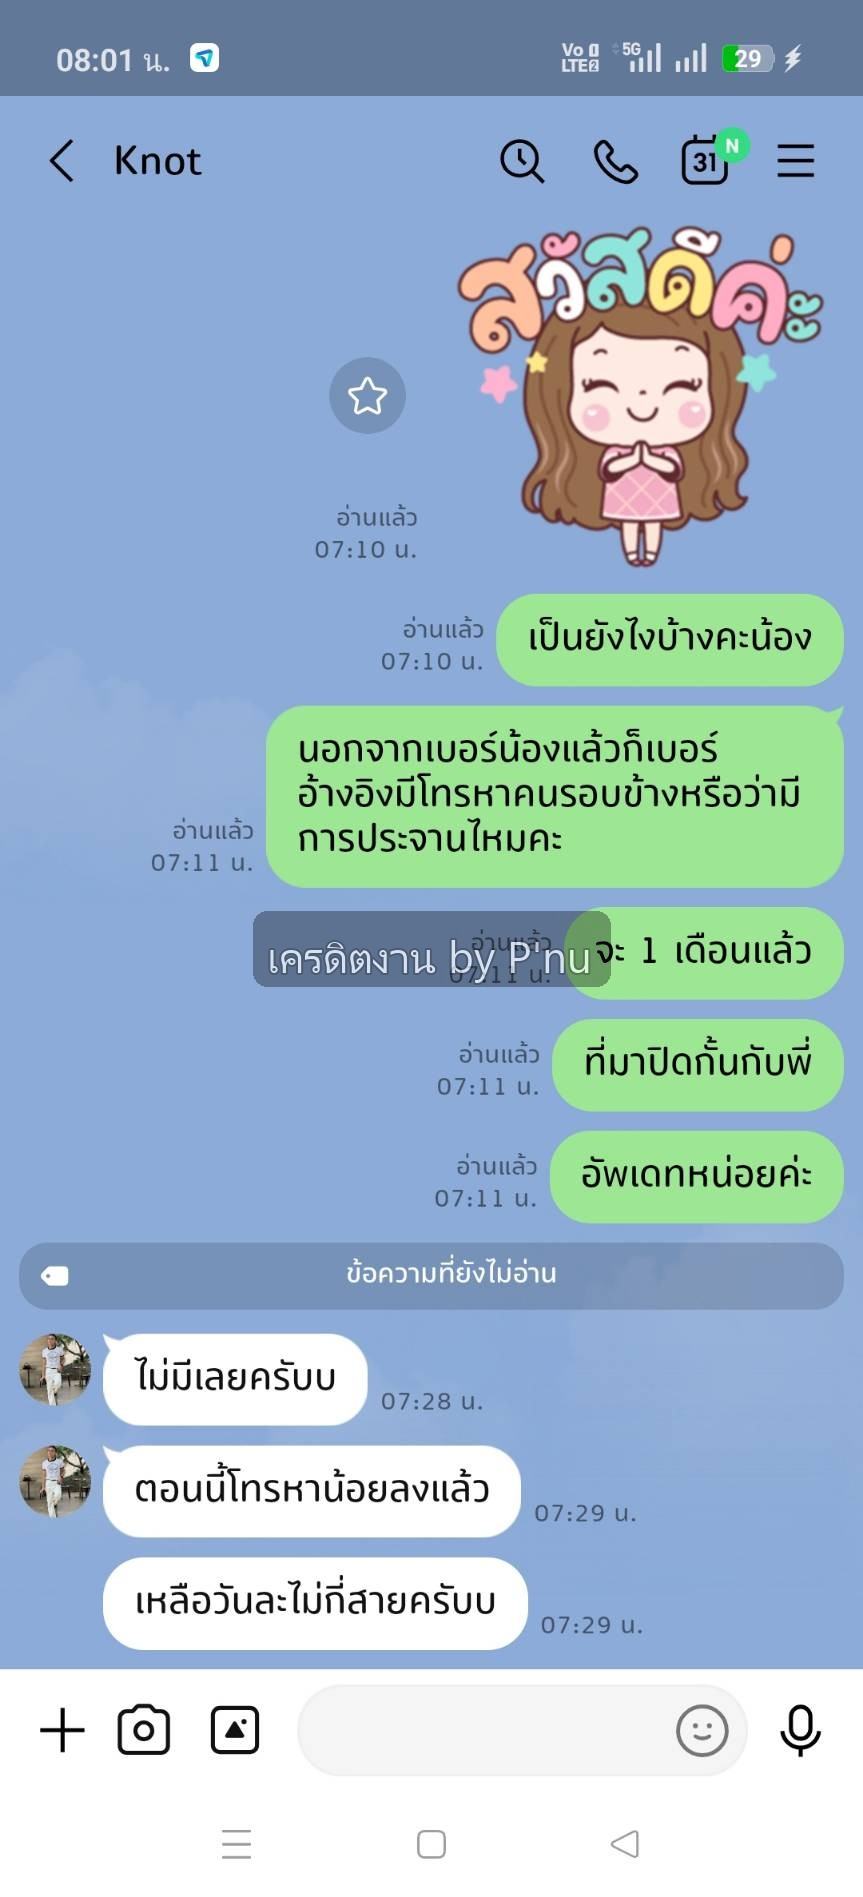 08:01 น.
Vo 1
LTE 2
5G
29
Knot
31
N
สวัสดีค่ะ
อ่านแล้ว
07:10 น.
อ่านแล้ว
07:10 น.
เป็นยังไงบ้างคะน้อง
นอกจากเบอร์น้องแล้วก็เบอร์
อ้างอิงมีโทรหาคนรอบข้างหรือว่ามี
การประจานไหมคะ
อ่านแล้ว
07:11 น.
อ่านแล้ว
07:11 น.
เครดิตงาน by P'nu
จะ 1 เดือนแล้ว
อ่านแล้ว
07:11 น.
ที่มาปิดกั้นกับพี่
อ่านแล้ว
07:11 น.
อัพเดทหน่อยค่ะ
ข้อความที่ยังไม่อ่าน
ไม่มีเลยครับบ
07:28 น.
ตอนนี้โทรหาน้อยลงแล้ว
07:29 น.
เหลือวันละไม่กี่สายครับบ
07:29 น.